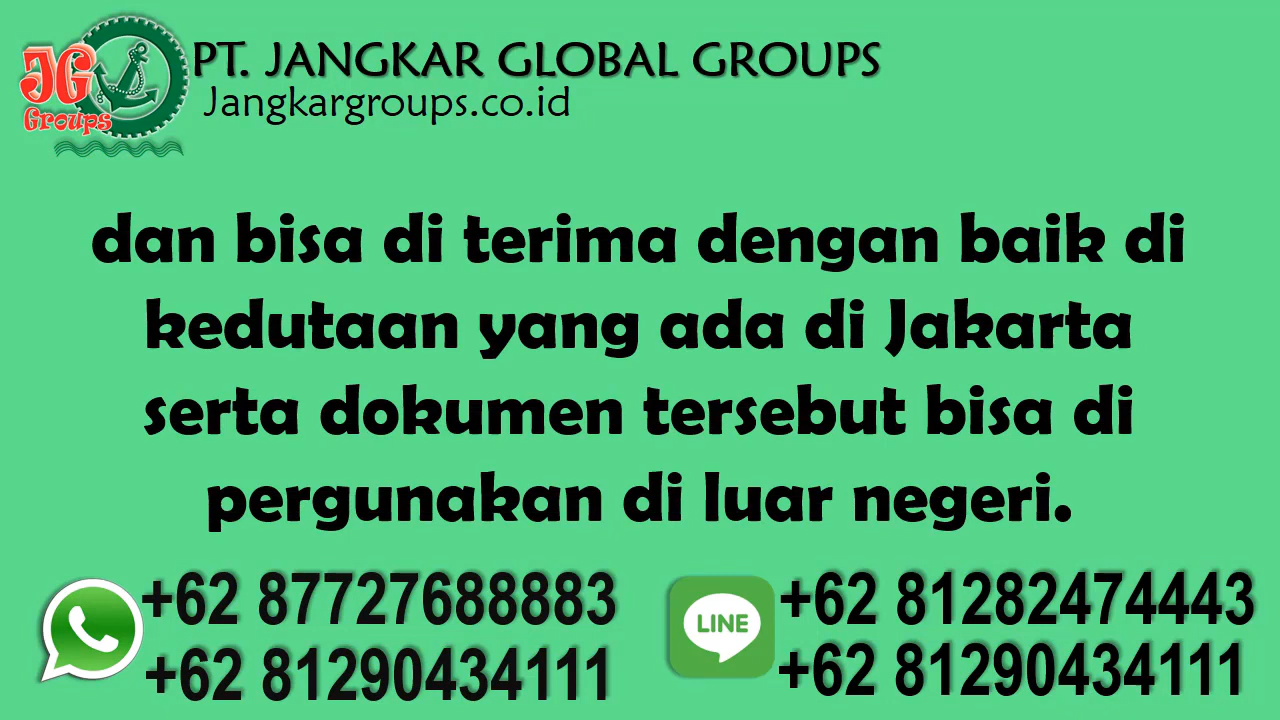 JG
Groups
PT. JANGKAR GLOBAL GROUPS
Jangkargroups.co.id
dan bisa di terima dengan baik di
kedutaan yang ada di Jakarta
serta dokumen tersebut bisa di
pergunakan di luar negeri.
+62 87727688883
+62 81290434111
LINE
+62 81282474443
+62 81290434111